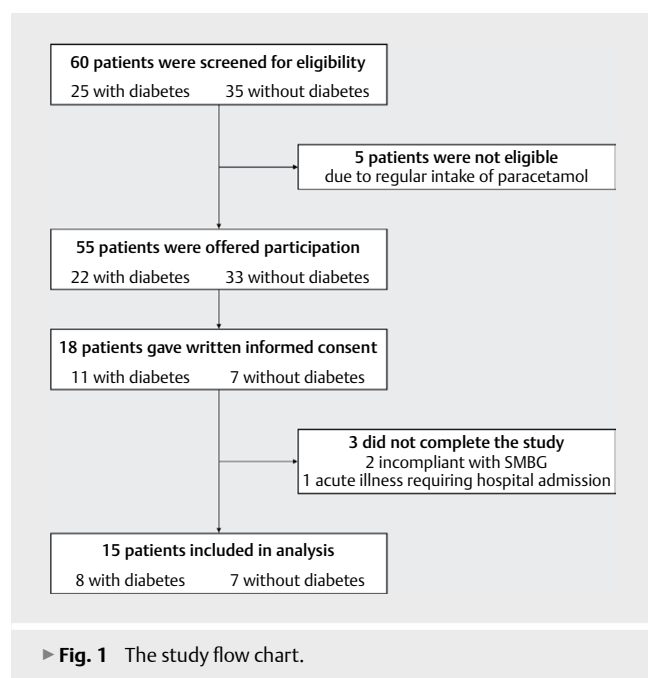 60 patients were screened for eligibility
25 with diabetes 35 without diabetes
5 patients were not eligible
due to regular intake of paracetamol
55 patients were offered participation
22 with diabetes 33 without diabetes
18 patients gave written informed consent
11 with diabetes 7 without diabetes
3 did not complete the study
2 incompliant with SMBG
1 acute illness requiring hospital admission
15 patients included in analysis
8 with diabetes 7 without diabetes
►Fig. 1 The study flow chart.